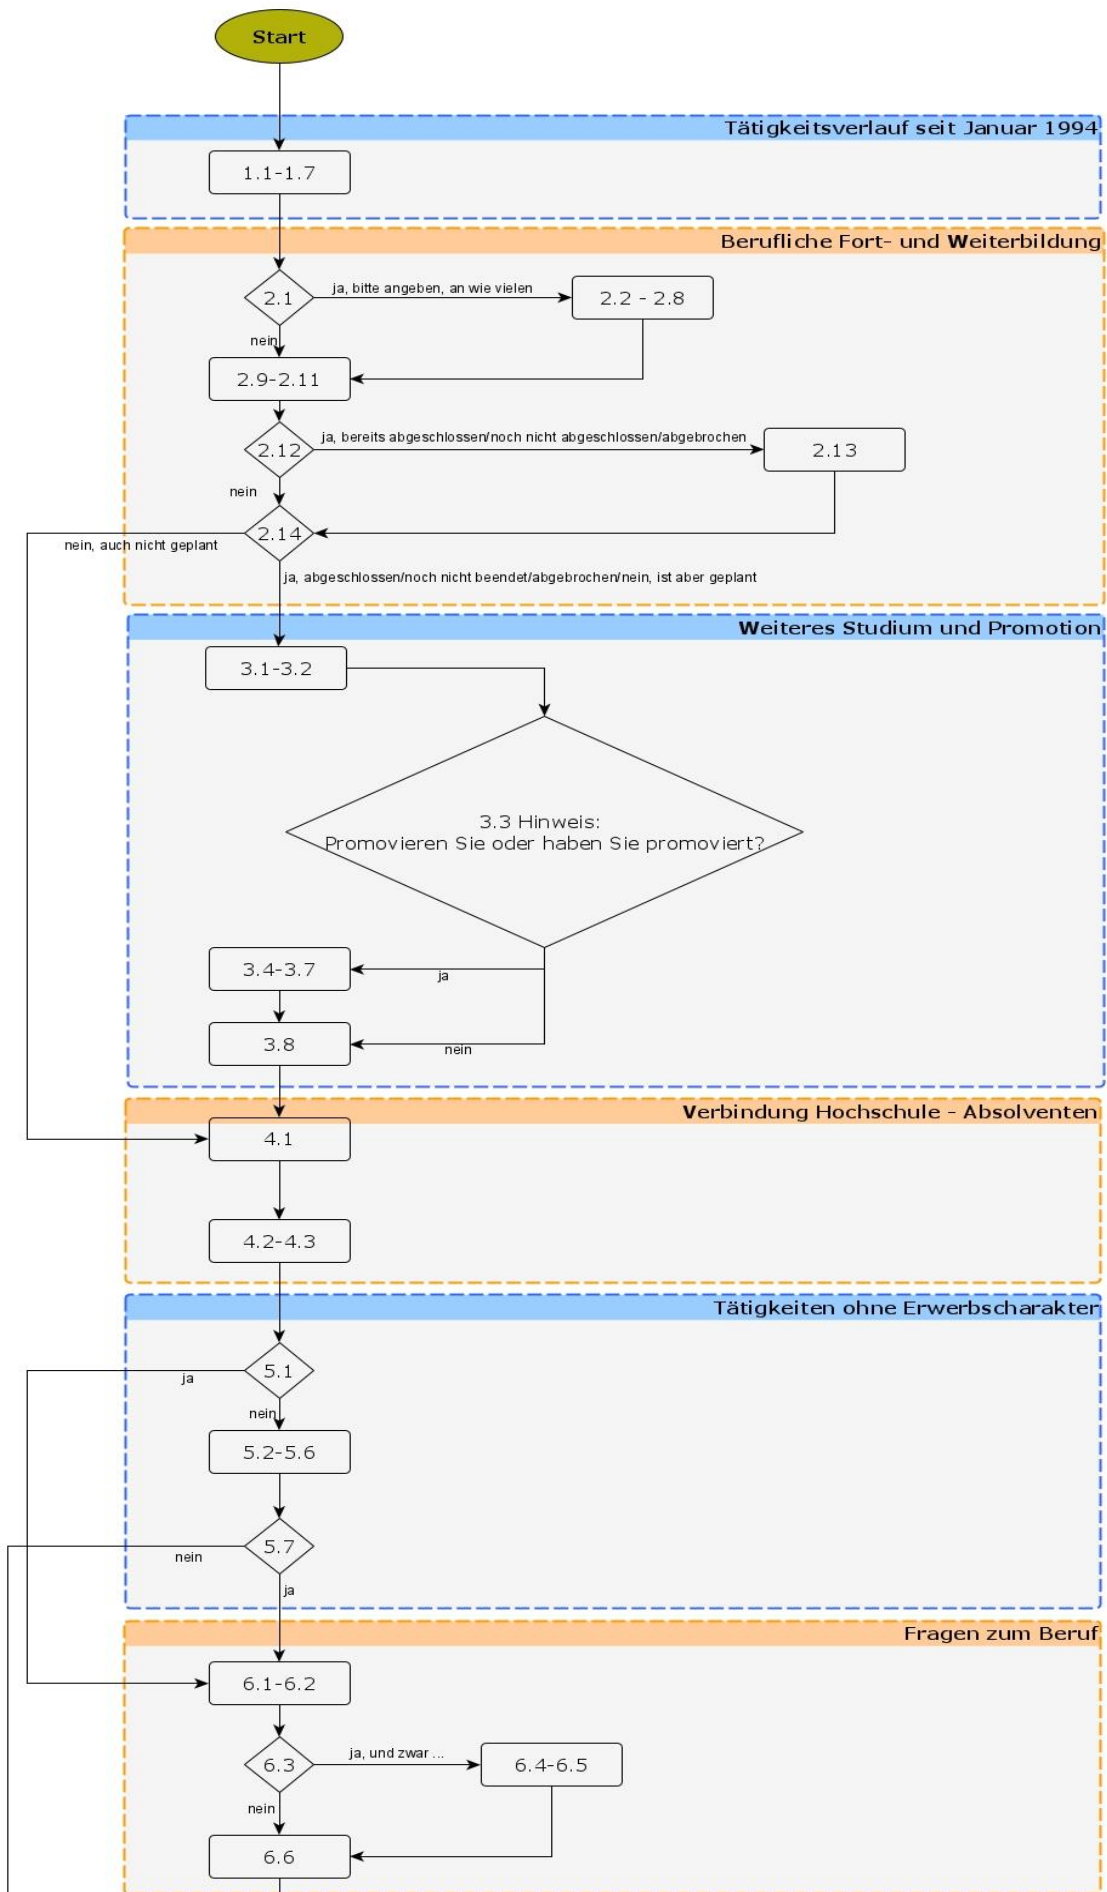 Start
Tätigkeitsverlauf seit Januar 1994
1.1-1.7
Berufliche Fort- und Weiterbildung
2.1
ja, bitte angeben, an wie vielen
2.2 - 2.8
nein
2.9-2.11
2.12
ja, bereits abgeschlossen/noch nicht abgeschlossen/abgebrochen
2.13
nein
2.14
nein, auch nicht geplant
ja, abgeschlossen/noch nicht beendet/abgebrochen/nein, ist aber geplant
Weiteres Studium und Promotion
3.1-3.2
3.3 Hinweis:
Promovieren Sie oder haben Sie promoviert?
3.4-3.7
ja
3.8
nein
Verbindung Hochschule - Absolventen
4.1
4.2-4.3
Tätigkeiten ohne Erwerbscharakter
5.1
ja
nein
5.2-5.6
5.7
nein
ja
Fragen zum Beruf
6.1-6.2
6.3
ja, und zwar ...
6.4-6.5
nein
6.6